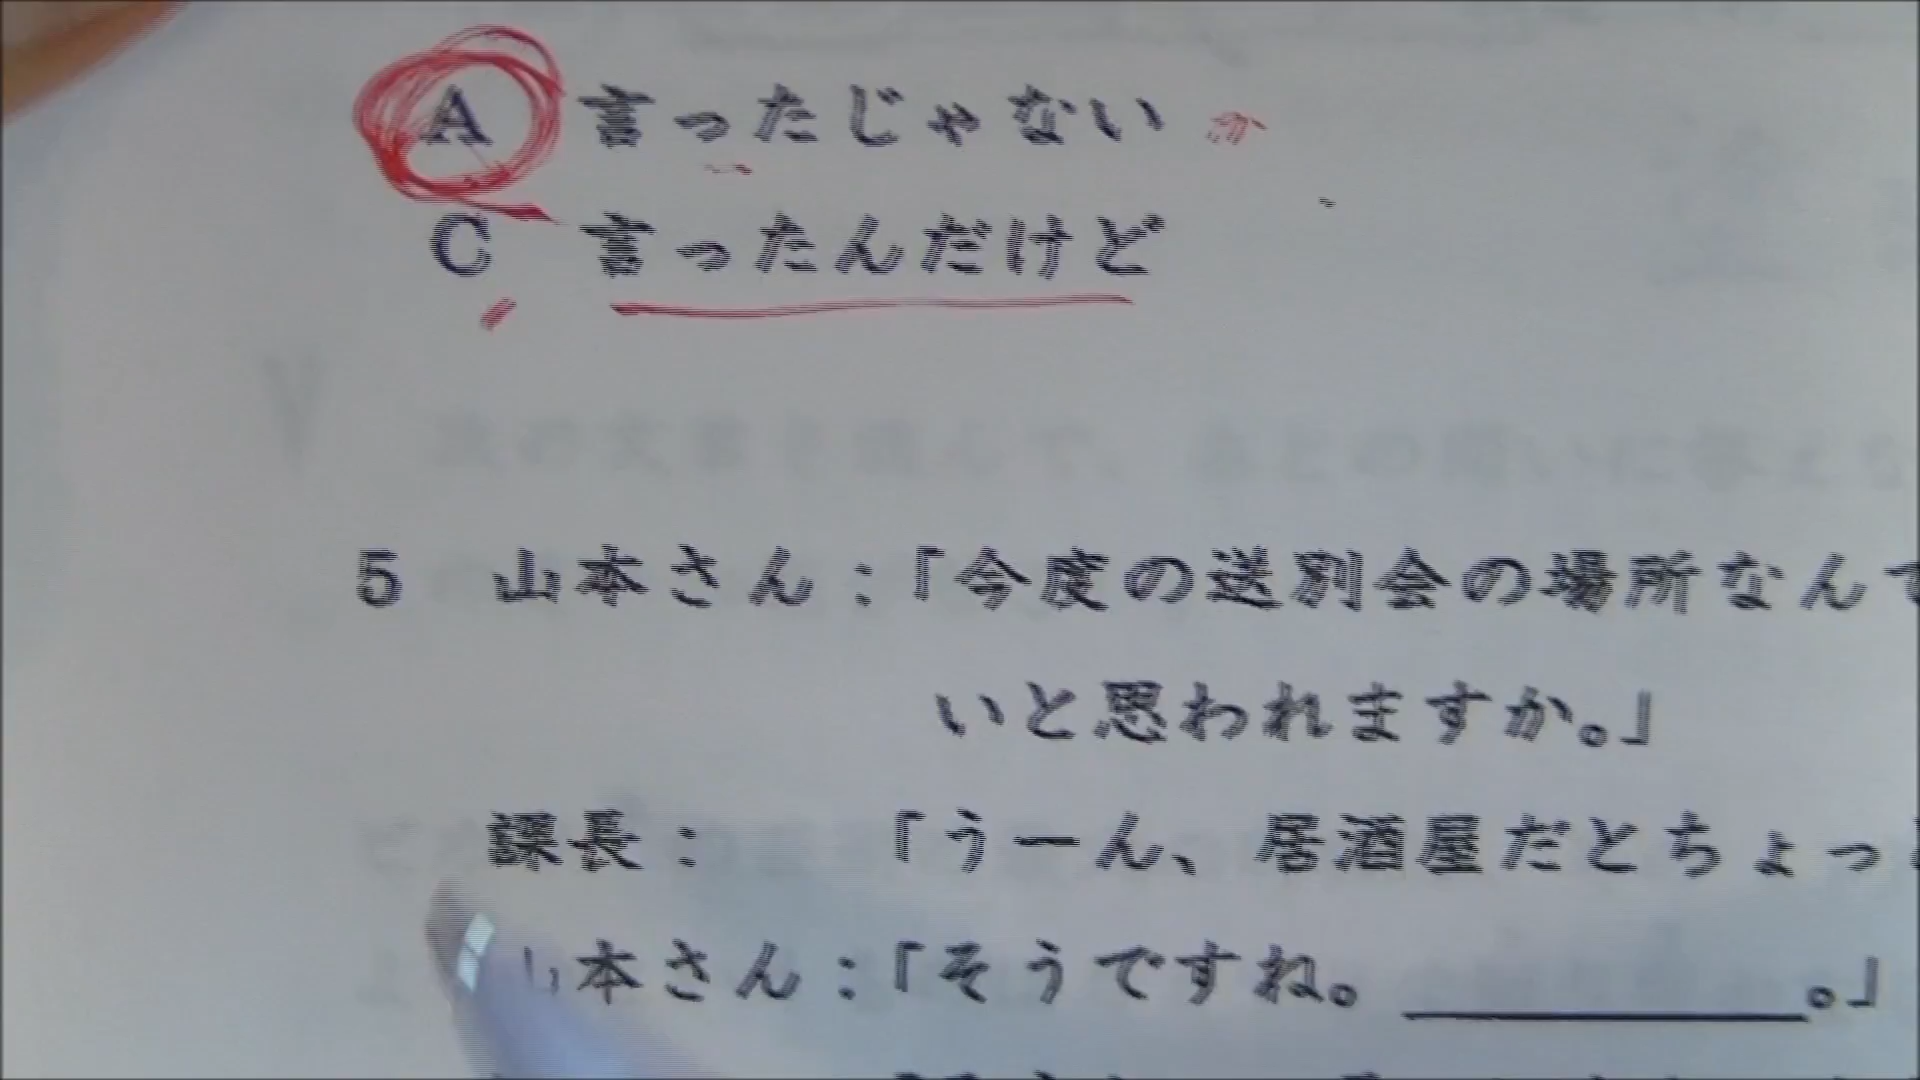 A 言ったじゃない か
C 言ったんだけど
5 山本さん：「今度の送別会の場所なんで
いと思われますか。」
課長： 「うーん、居酒屋だとちょっ
山本さん：「そうですね。＿＿＿＿＿。」